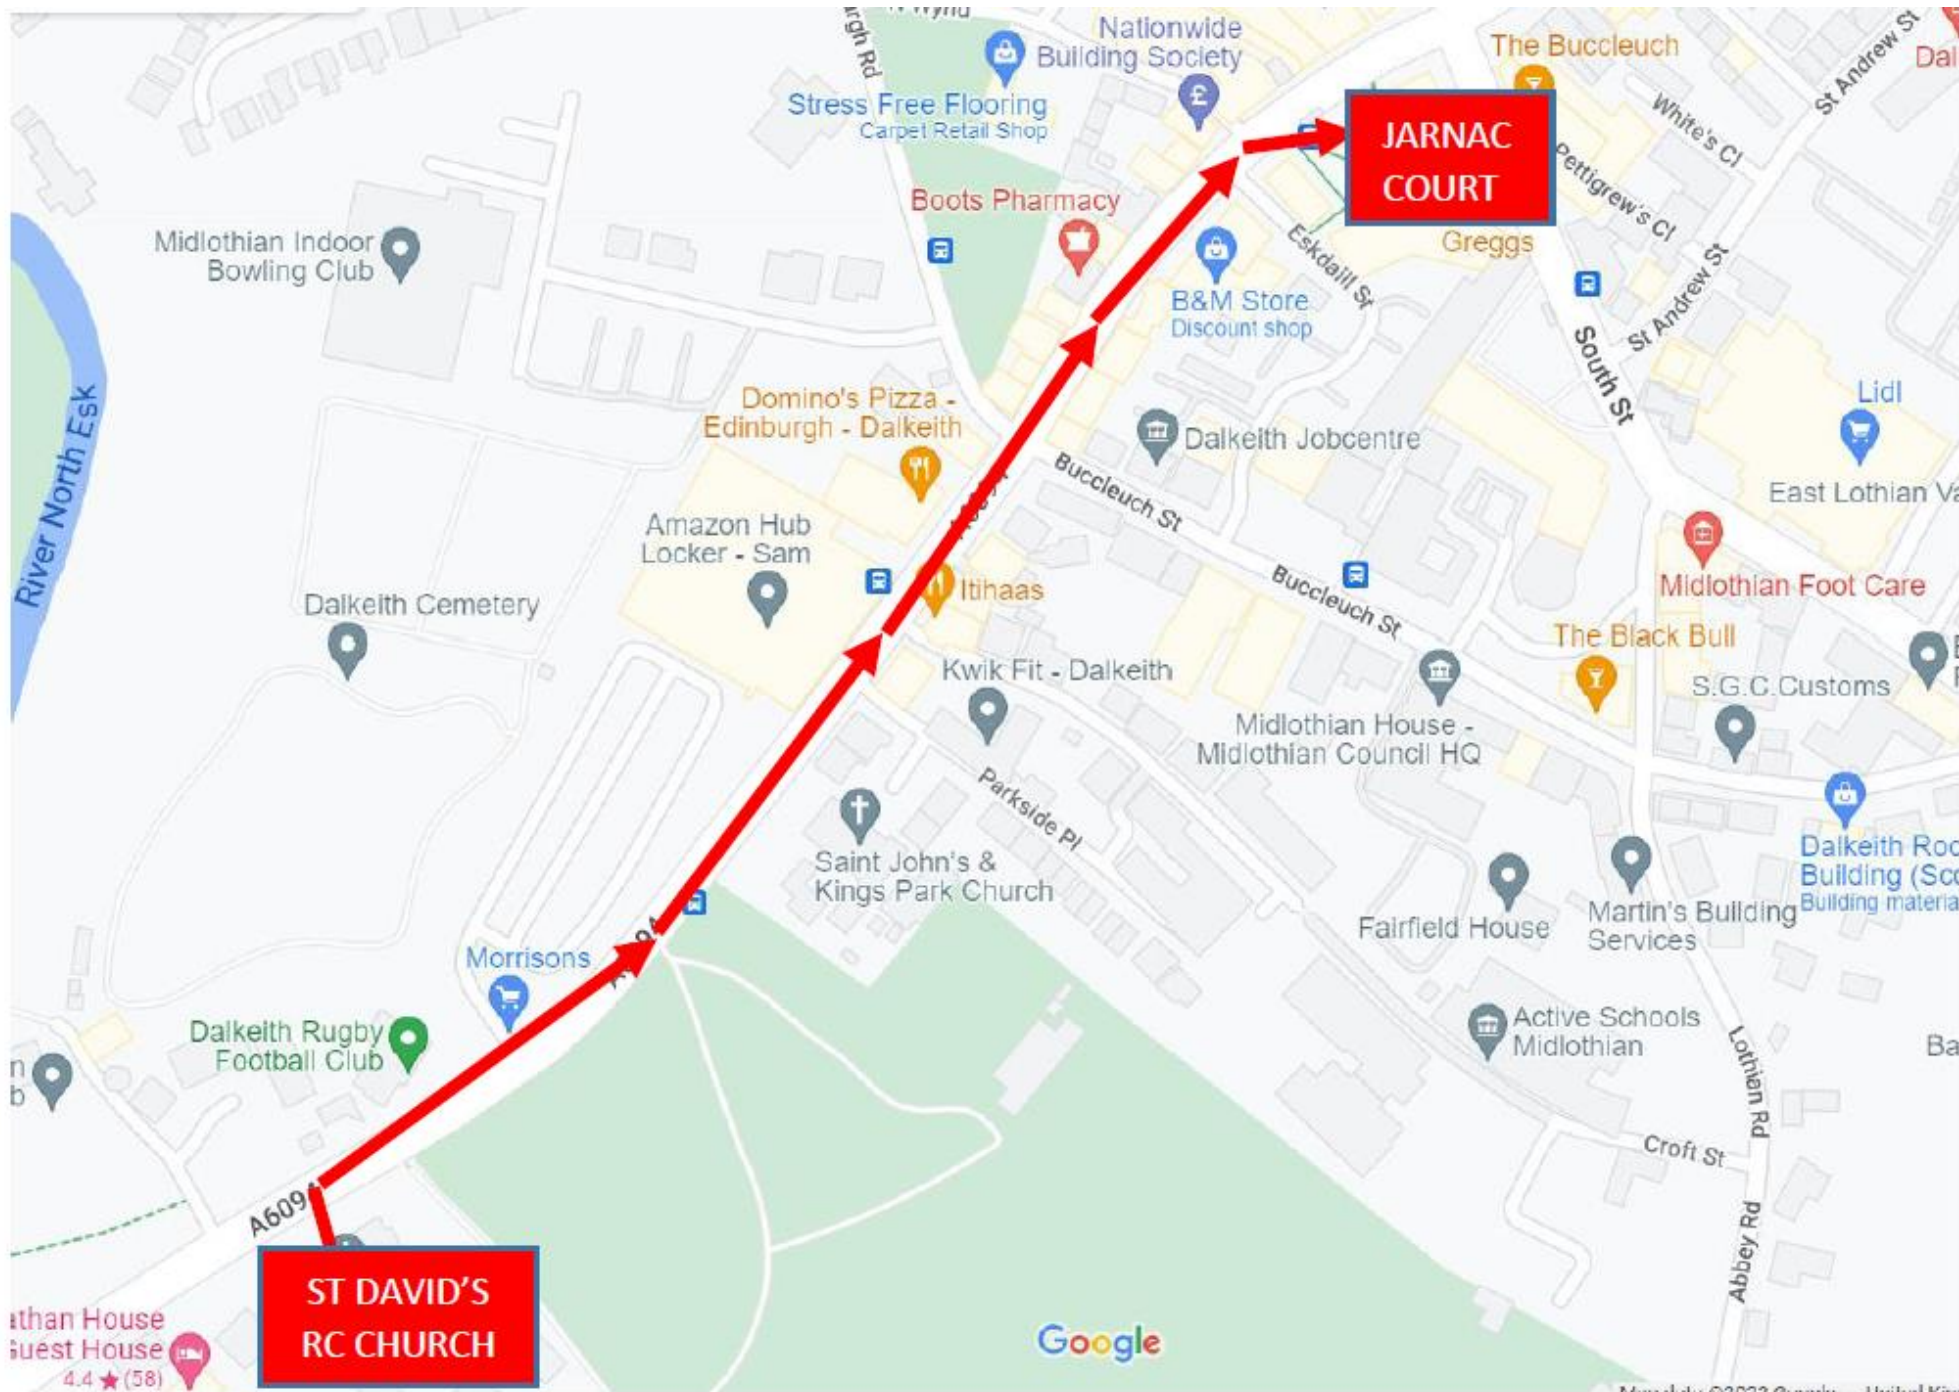 Nationwide
Building Society
The Buccleuch
St Andrew St
Stress Free Flooring
Carpet Retail Shop
White's Cl
JARNAC
COURT
Pettigrew's Cl
Boots Pharmacy
Greggs
Midlothian Indoor
Bowling Club
Eskdaill St
B&M Store
Discount shop
St Andrew St
South St
Lidl
Domino's Pizza -
Edinburgh - Dalkeith
River North Esk
Dalkeith Jobcentre
Buccleuch St
East Lothian
Amazon Hub
Locker - Sam
Dalkeith Cemetery
Itihaas
Buccleuch St
Midlothian Foot Care
The Black Bull
Kwik Fit - Dalkeith
S.G.C.Customs
Midlothian House -
Midlothian Council HQ
Parkside Pl
Saint John's &
Kings Park Church
Dalkeith
Building
Building
Fairfield House
Martin's Building
Services
Morrisons
Dalkeith Rugby
Football Club
Active Schools
Midlothian
Lothian Rd
Croft St
A6094
Abbey Rd
ST DAVID'S
RC CHURCH
House
Guest House
4.4 ★ (58)
Google